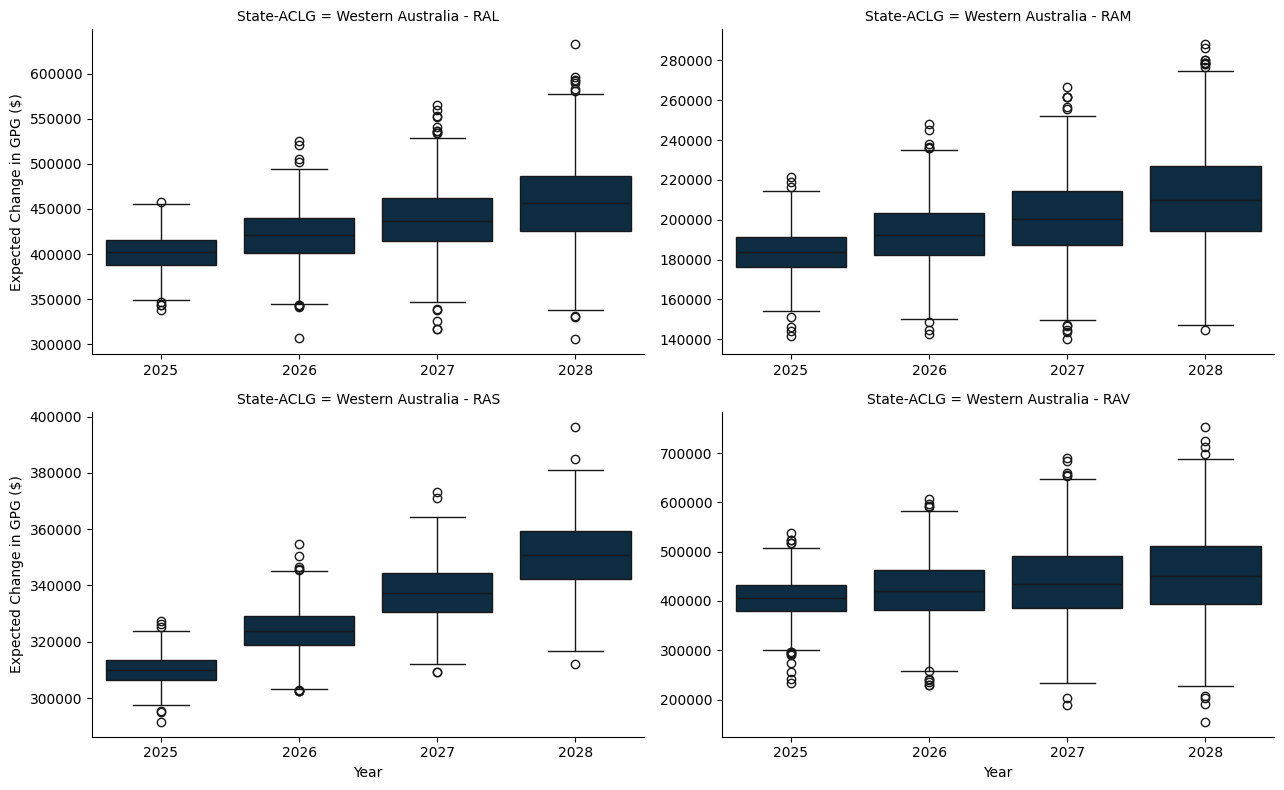 State-ACLG = Western Australia - RAL
Expected Change in GPG ($)
600000
550000
500000
450000
400000
350000
300000
2025 2026 2027 2028
State-ACLG = Western Australia - RAM
280000
260000
240000
220000
200000
180000
160000
140000
2025 2026 2027 2028
State-ACLG = Western Australia - RAS
Expected Change in GPG ($)
400000
380000
360000
340000
320000
300000
2025 2026 2027 2028
Year
State-ACLG = Western Australia - RAV
700000
600000
500000
400000
300000
200000
2025 2026 2027 2028
Year